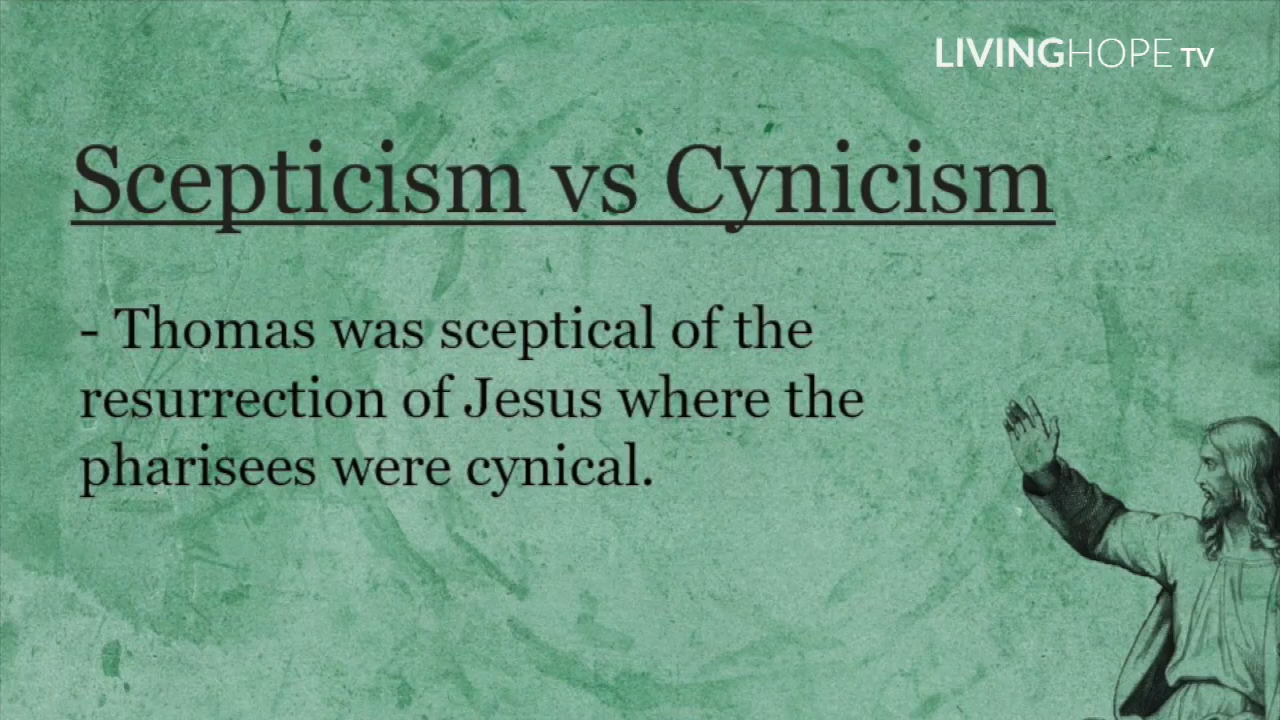 LIVINGHOPE TV
Scepticism vs Cynicism
- Thomas was sceptical of the
resurrection of Jesus where the
pharisees were cynical.